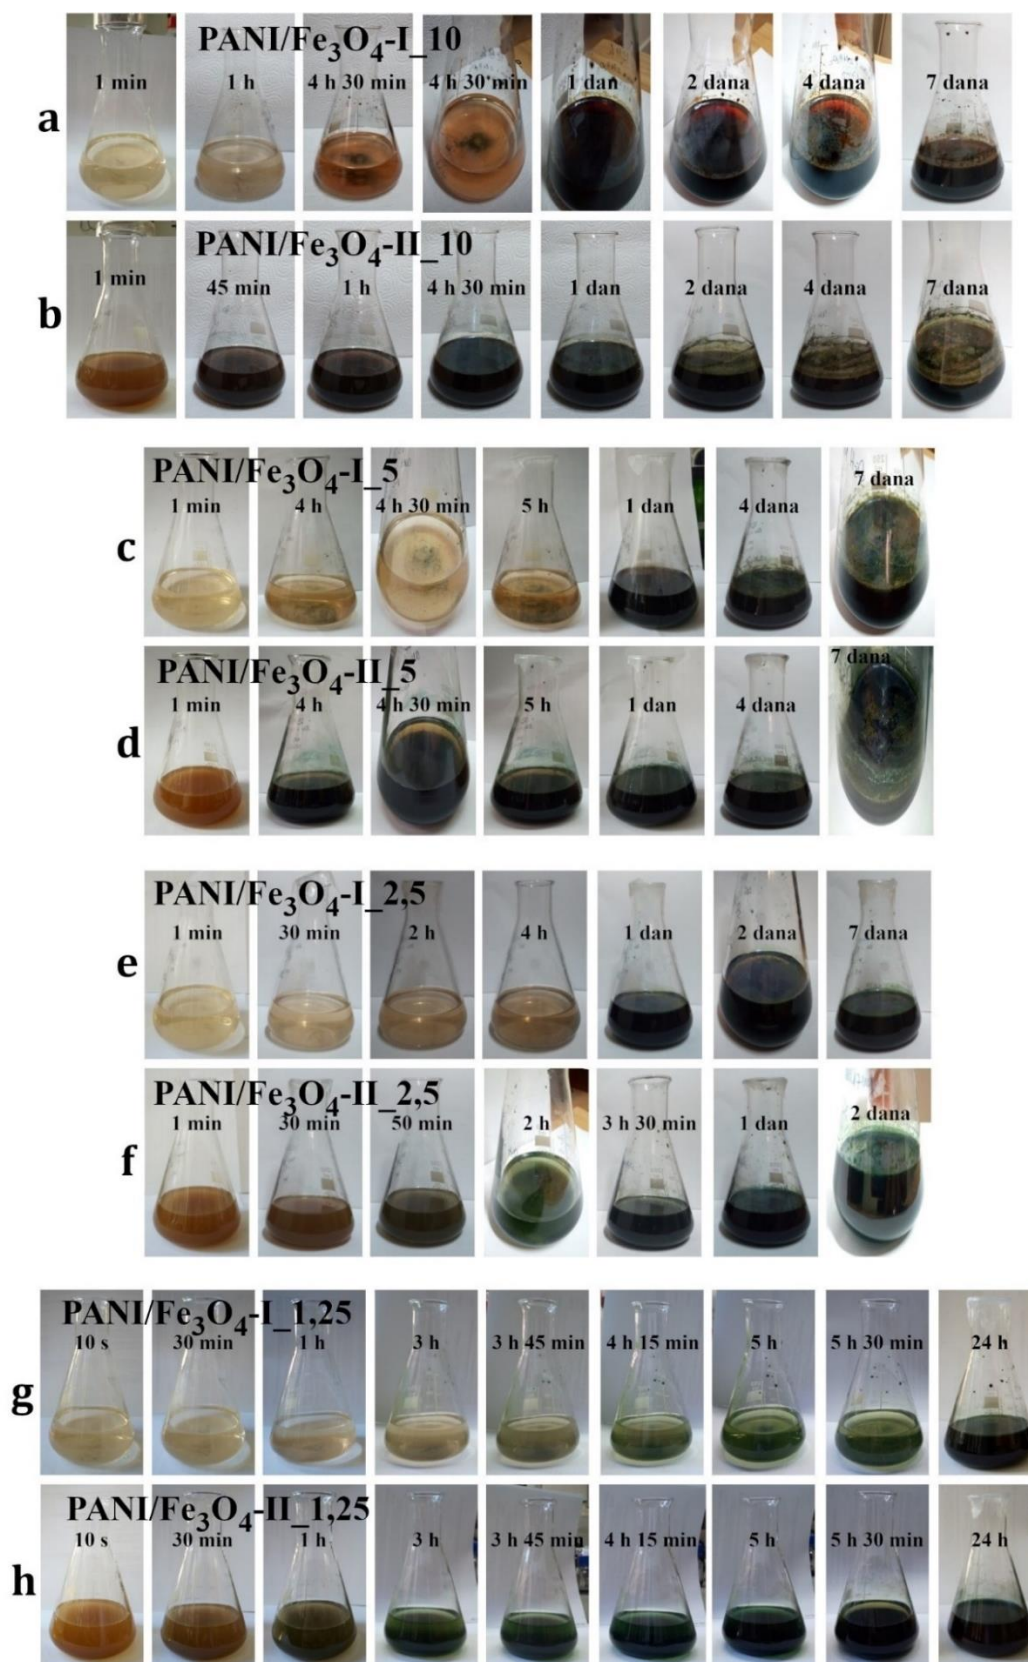 PANI/Fe₃O₄-I_10
1 min 1 h 4 h 30 min 4 h 30 min 1 dan 2 dana 4 dana 7 dana
a
PANI/Fe₃O₄-II_10
1 min 45 min 1 h 4 h 30 min 1 dan 2 dana 4 dana 7 dana
b
PANI/Fe₃O₄-I_5
1 min 4 h 4 h 30 min 5 h 1 dan 4 dana 7 dana
c
PANI/Fe₃O₄-II_5
1 min 4 h 4 h 30 min 5 h 1 dan 4 dana 7 dana
d
PANI/Fe₃O₄-I_2,5
1 min 30 min 2 h 4 h 1 dan 2 dana 7 dana
e
PANI/Fe₃O₄-II_2,5
1 min 30 min 50 min 2 h 3 h 30 min 1 dan 2 dana
f
PANI/Fe₃O₄-I_1,25
10 s 30 min 1 h 3 h 3 h 45 min 4 h 15 min 5 h 5 h 30 min 24 h
g
PANI/Fe₃O₄-II_1,25
10 s 30 min 1 h 3 h 3 h 45 min 4 h 15 min 5 h 5 h 30 min 24 h
h